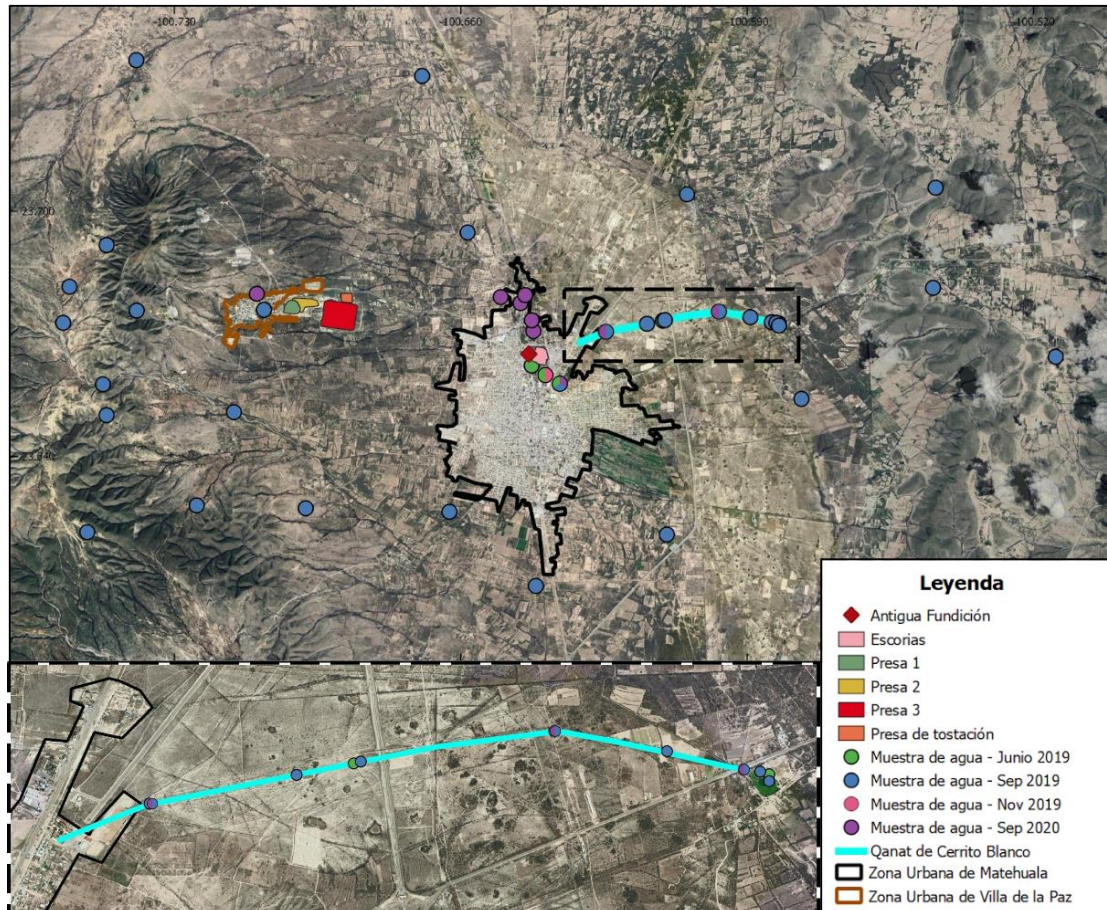 -100.730
-100.660
-100.590
-100.520
23.700
23.640
Leyenda
Antigua Fundición
Escorias
Presa 1
Presa 2
Presa 3
Presa de tostación
Muestra de agua - Junio 2019
Muestra de agua - Sep 2019
Muestra de agua - Nov 2019
Muestra de agua - Sep 2020
Qanat de Cerrito Blanco
Zona Urbana de Matehuala
Zona Urbana de Villa de la Paz